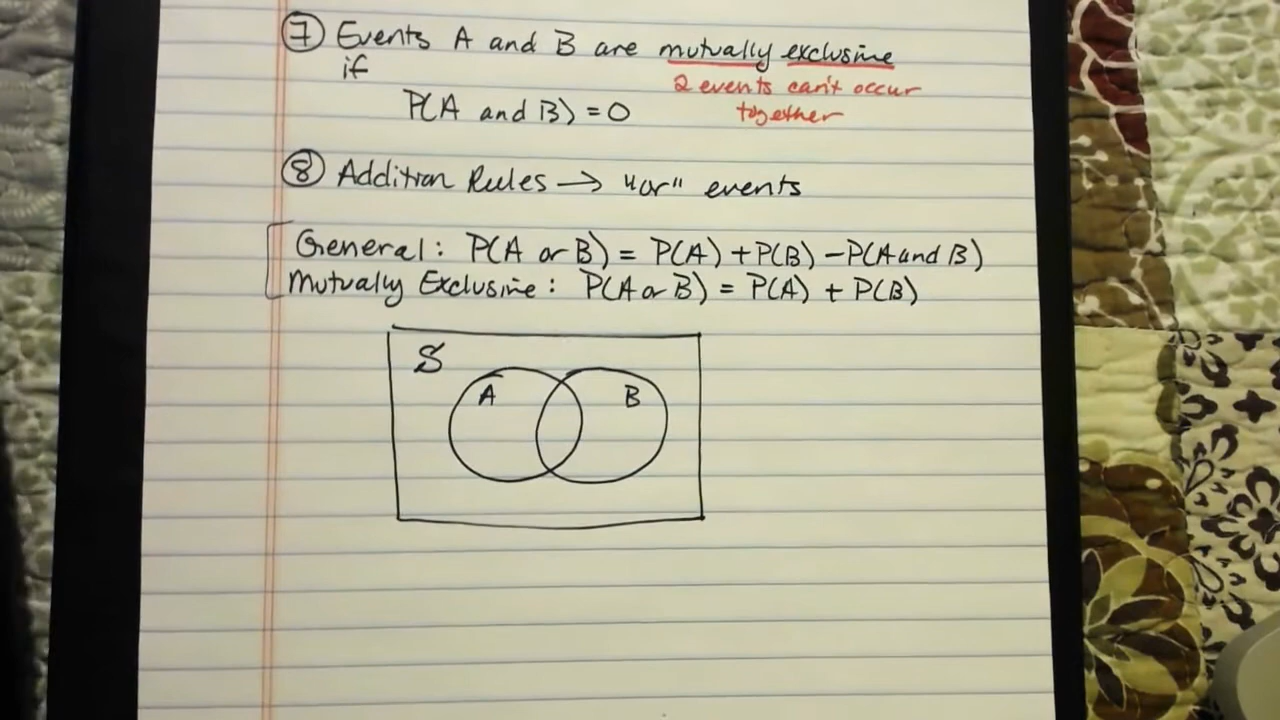 ⑦ Events A and B are mutually exclusive
if
2 events can't occur
together
P(A and B) = 0
⑧ Addition Rules → "or" events
General: P(A or B) = P(A) + P(B) - P(A and B)
Mutually Exclusive: P(A or B) = P(A) + P(B)
S
A B